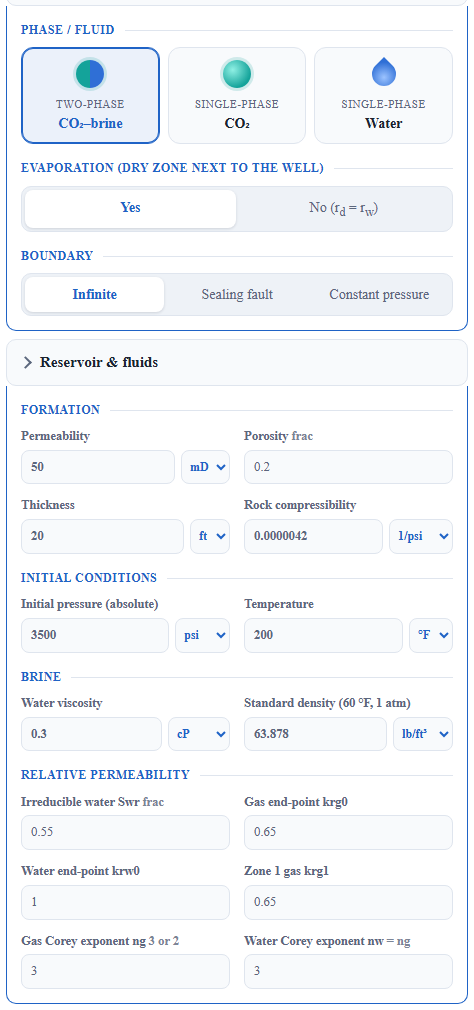 PHASE / FLUID
TWO-PHASE
CO₂–brine
SINGLE-PHASE
CO₂
SINGLE-PHASE
Water
EVAPORATION (DRY ZONE NEXT TO THE WELL)
Yes
No (rd = rw)
BOUNDARY
Infinite
Sealing fault
Constant pressure
Reservoir & fluids
FORMATION
Permeability
Porosity frac
50
mD
0.2
Thickness
Rock compressibility
20
ft
0.0000042
1/psi
INITIAL CONDITIONS
Initial pressure (absolute)
Temperature
3500
psi
200
°F
BRINE
Water viscosity
Standard density (60 °F, 1 atm)
0.3
cP
63.878
lb/ft³
RELATIVE PERMEABILITY
Irreducible water Swr frac
Gas end-point krg0
0.55
0.65
Water end-point krw0
Zone 1 gas krg1
1
0.65
Gas Corey exponent ng 3 or 2
Water Corey exponent nw = ng
3
3